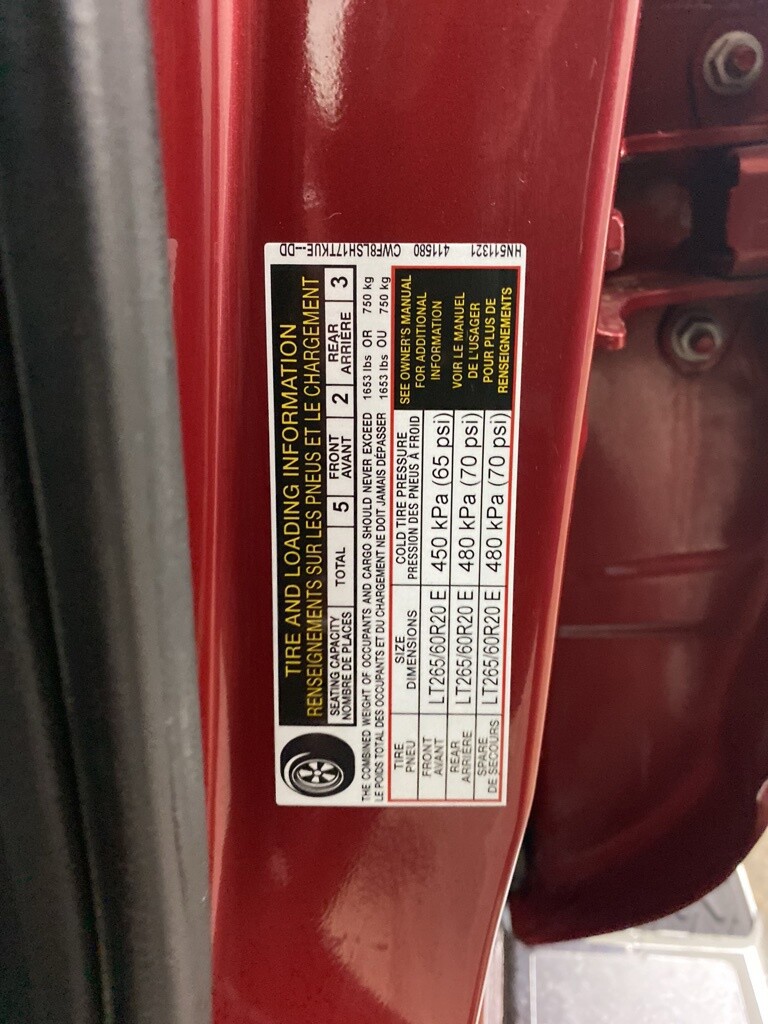 TIRE AND LOADING INFORMATION
RENSEIGNEMENTS SUR LES PNEUS ET LE CHARGEMENT
SEATING CAPACITY
NOMBRE DE PLACES
TOTAL 5
FRONT
AVANT
2
REAR
ARRIÈRE
3
THE COMBINED WEIGHT OF OCCUPANTS AND CARGO SHOULD NEVER EXCEED 1653 lbs OR 750 kg
LE POIDS TOTAL DES OCCUPANTS ET DU CHARGEMENT NE DOIT JAMAIS DÉPASSER 1653 lbs OU 750 kg
TIRE
PNEU
SIZE
DIMENSIONS
COLD TIRE PRESSURE
PRESSION DES PNEUS À FROID
FRONT
AVANT
LT265/60R20 E
450 kPa (65 psi)
REAR
ARRIÈRE
LT265/60R20 E
480 kPa (70 psi)
SPARE
DE SECOURS
LT265/60R20 E
480 kPa (70 psi)
SEE OWNER'S MANUAL
FOR ADDITIONAL
INFORMATION
VOIR LE MANUEL
DE L'USAGER
POUR PLUS DE
RENSEIGNEMENTS
HN511321 411580 CWF8LSH17TKUE--DD